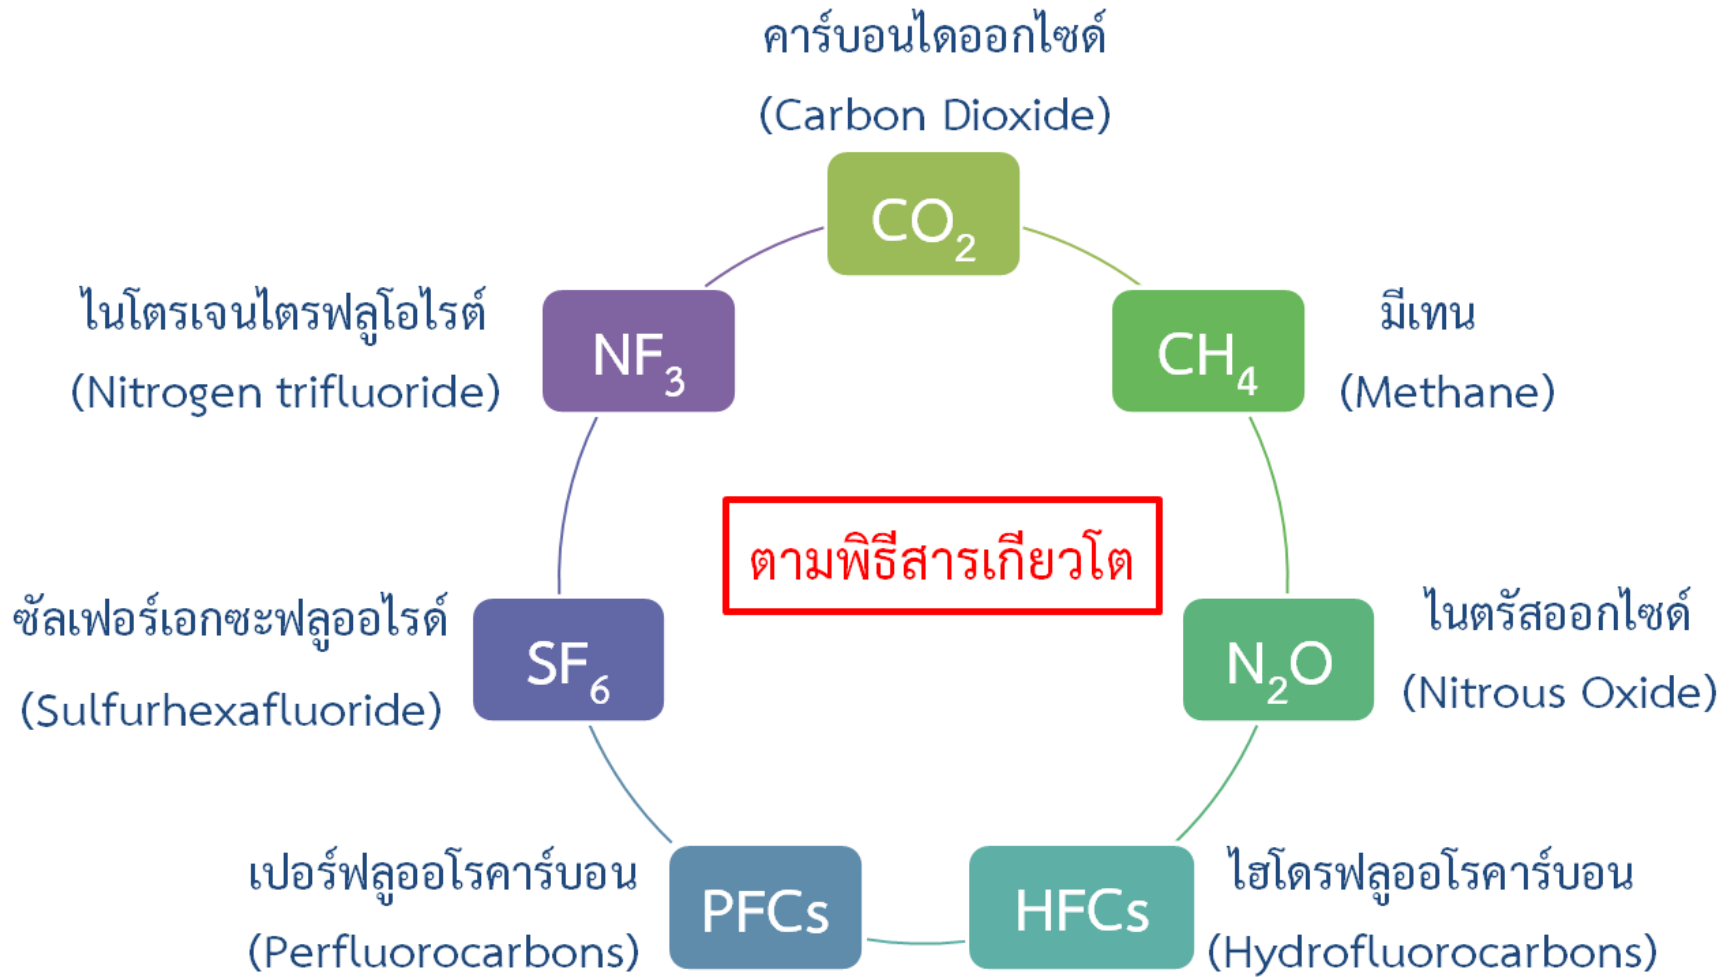 คาร์บอนไดออกไซด์
(Carbon Dioxide)
CO₂
มีเทน
(Methane)
CH₄
ไนตรัสออกไซด์
(Nitrous Oxide)
N₂O
ไฮโดรฟลูออโรคาร์บอน
(Hydrofluorocarbons)
HFCs
เปอร์ฟลูออโรคาร์บอน
(Perfluorocarbons)
PFCs
ซัลเฟอร์เอกซะฟลูออไรด์
(Sulfurhexafluoride)
SF₆
ไนโตรเจนไตรฟลูโอไรต์
(Nitrogen trifluoride)
NF₃
ตามพิธีสารเกียวโต